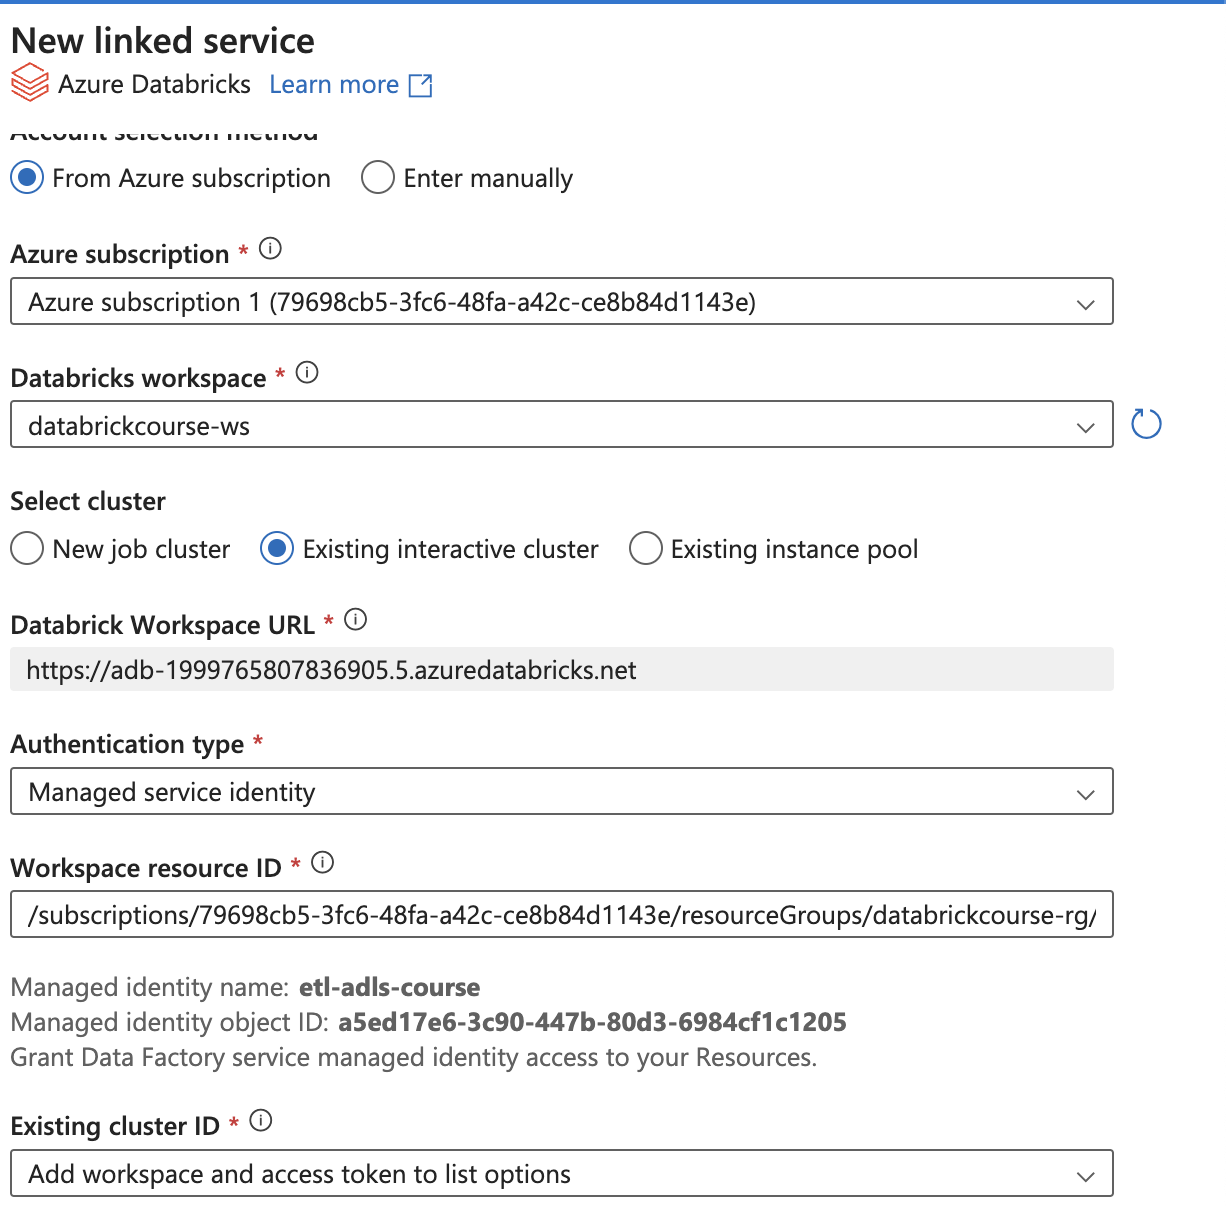 New linked service
Azure Databricks Learn more
Account selection method
From Azure subscription Enter manually
Azure subscription *
Azure subscription 1 (79698cb5-3fc6-48fa-a42c-ce8b84d1143e)
Databricks workspace *
databrickcourse-ws
Select cluster
New job cluster Existing interactive cluster Existing instance pool
Databrick Workspace URL *
https://adb-1999765807836905.5.azuredatabricks.net
Authentication type *
Managed service identity
Workspace resource ID *
/subscriptions/79698cb5-3fc6-48fa-a42c-ce8b84d1143e/resourceGroups/databrickcourse-rg/
Managed identity name: etl-adls-course
Managed identity object ID: a5ed17e6-3c90-447b-80d3-6984cf1c1205
Grant Data Factory service managed identity access to your Resources.
Existing cluster ID *
Add workspace and access token to list options